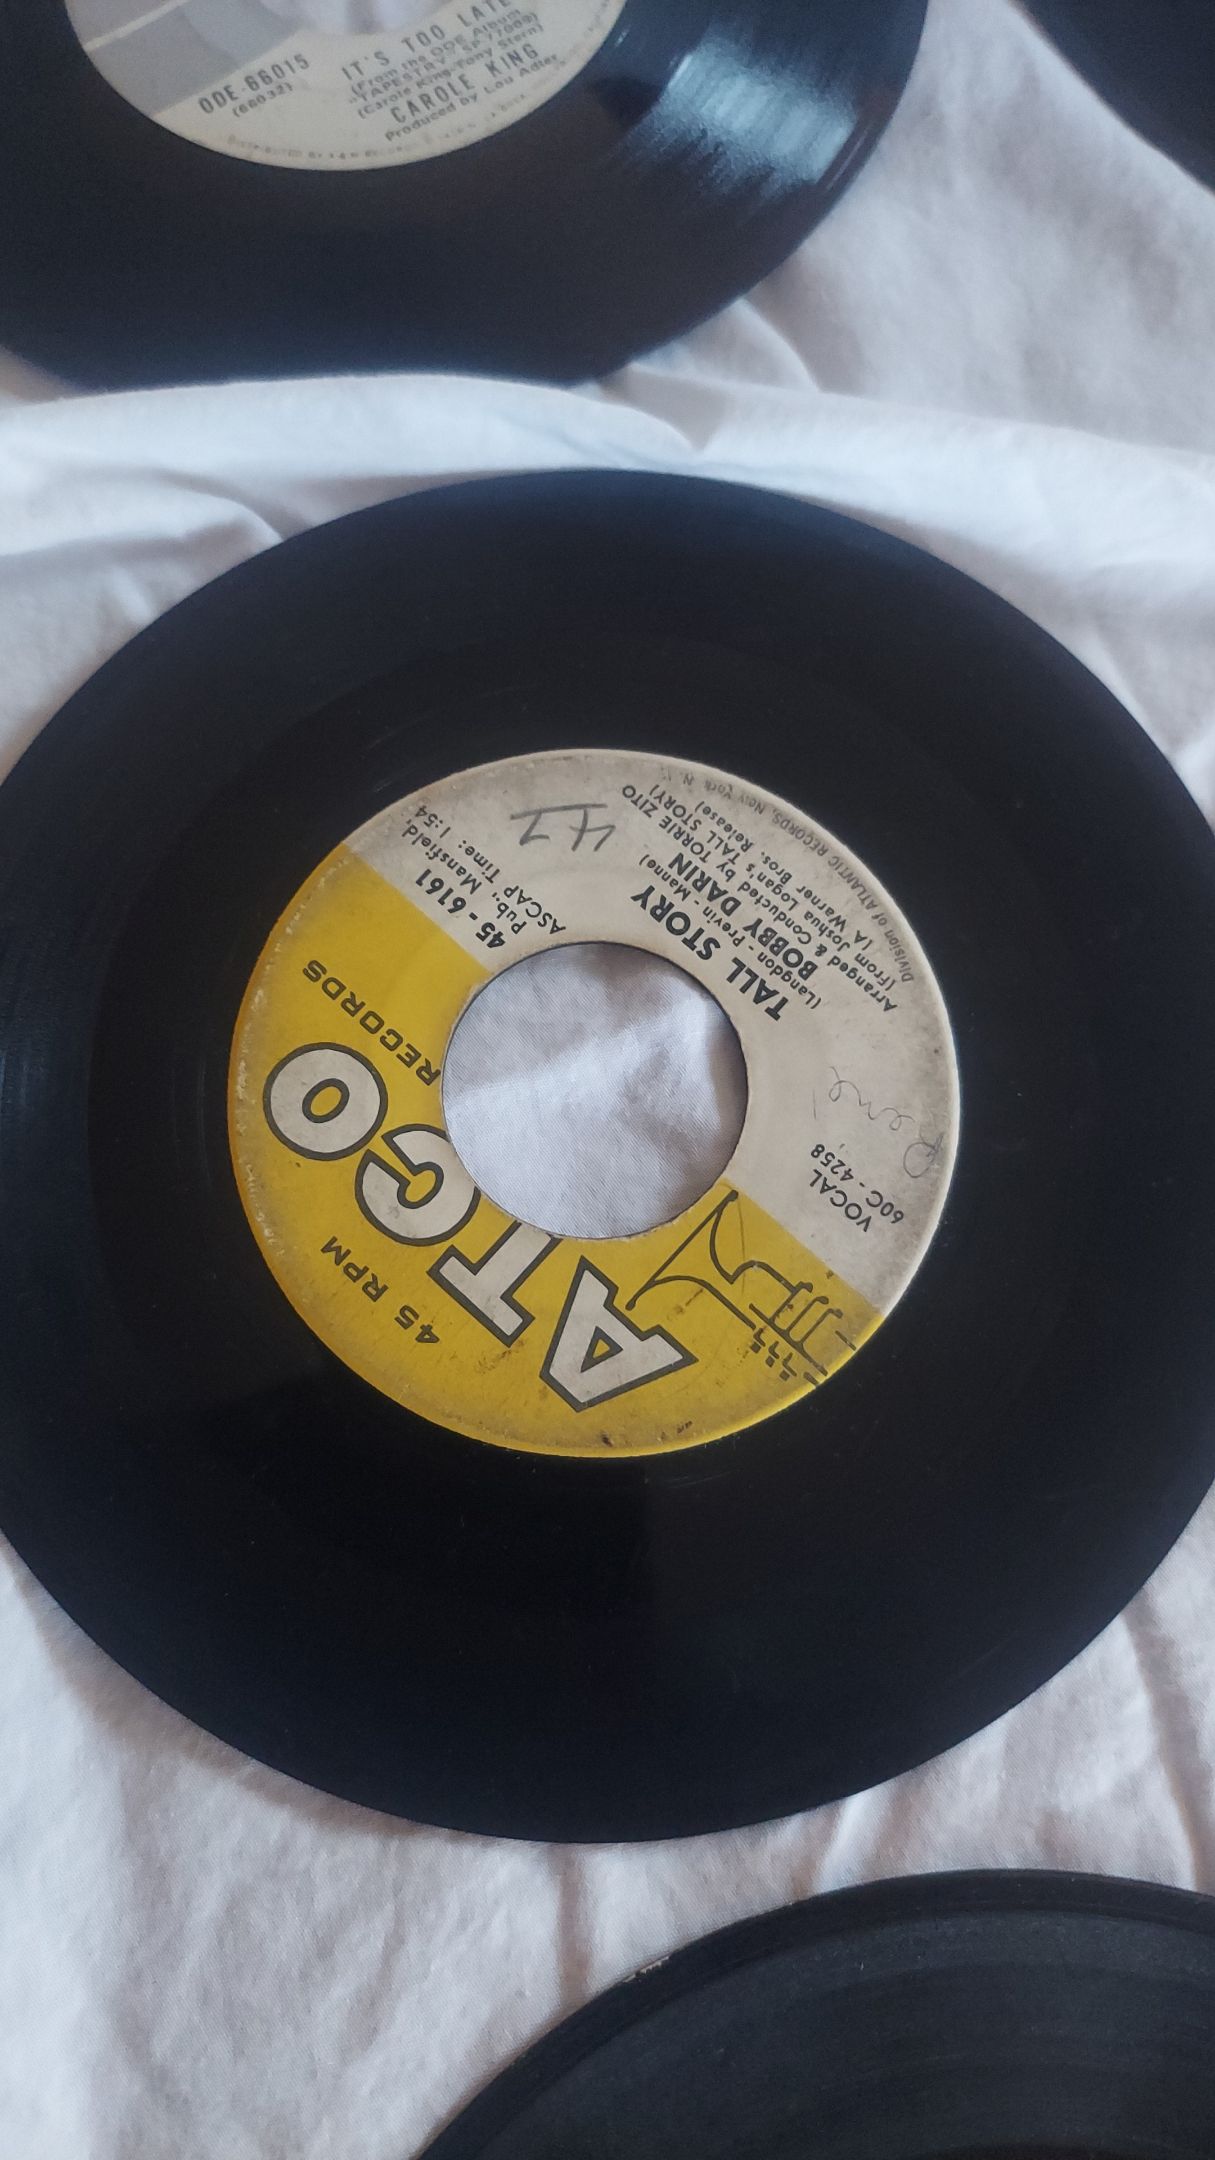 IT'S TOO LATE
(From the ODE Album
"TAPESTRY" SP 77009)
(Carole King-Tony Stern)
CAROLE KING
Produced by Lou Adler
ODE-66015
(66032)
45 RPM
ATCO
RECORDS
45 - 6161
Pub., Mansfield,
ASCAP Time: 1:54,
VOCAL
60C - 4258
TALL STORY
(Langdon - Previn - Manne)
BOBBY DARIN
Arranged & Conducted by TORRIE ZITO
(From Joshua Logan's TALL STORY)
(A Warner Bros. Release)
Division of ATLANTIC RECORDS, New York N.